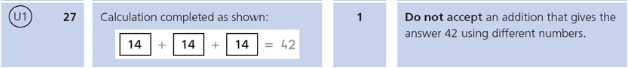 U1 27 Calculation completed as shown: 1 Do not accept an addition that gives the
14 + 14 + 14 = 42 answer 42 using different numbers.